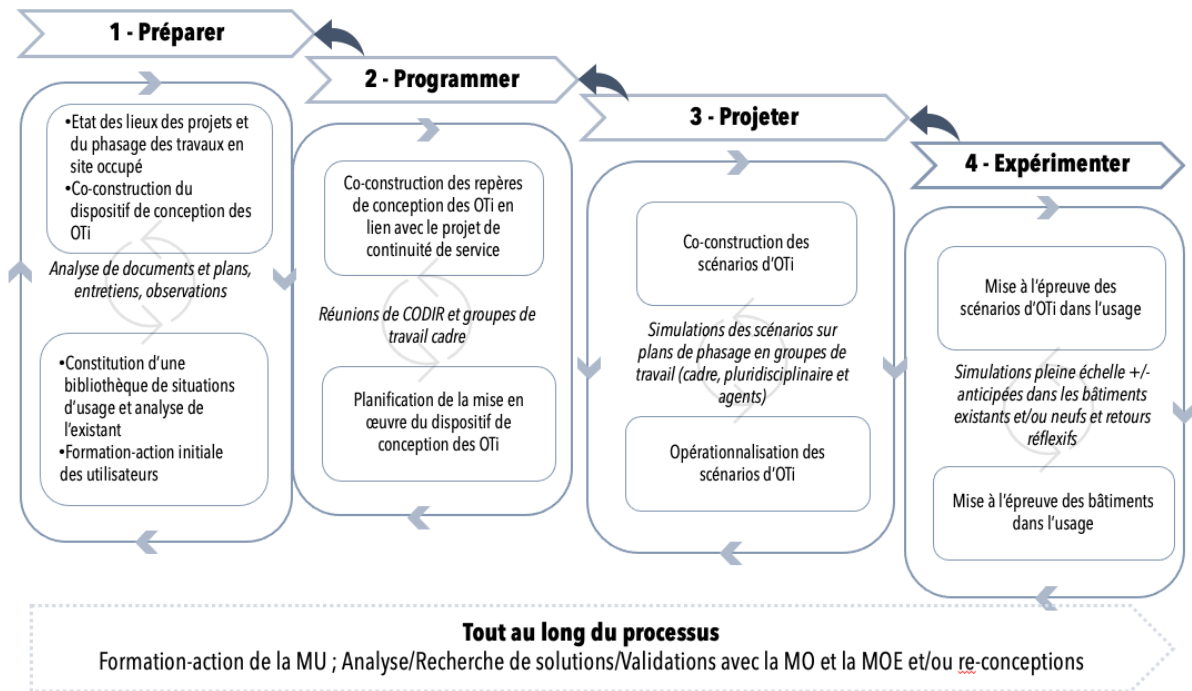 1 - Préparer
•Etat des lieux des projets et
du phasage des travaux en
site occupé
•Co-construction du
dispositif de conception des
OTi
Analyse de documents et plans,
entretiens, observations
•Constitution d’une
bibliothèque de situations
d’usage et analyse de
l’existant
•Formation-action initiale
des utilisateurs
2 - Programmer
Co-construction des repères
de conception des OTi en
lien avec le projet de
continuité de service
Réunions de CODIR et groupes de
travail cadre
Planification de la mise en
œuvre du dispositif de
conception des OTi
3 - Projeter
Co-construction des
scénarios d’OTi
Simulations des scénarios sur
plans de phasage en groupes de
travail (cadre, pluridisciplinaire et
agents)
Opérationnalisation des
scénarios d’OTi
4 - Expérimenter
Mise à l’épreuve des
scénarios d’OTi dans l’usage
Simulations pleine échelle +/-
anticipées dans les bâtiments
existants et/ou neufs et retours
réflexifs
Mise à l’épreuve des bâtiments
dans l’usage
Tout au long du processus
Formation-action de la MU ; Analyse/Recherche de solutions/Validations avec la MO et la MOE et/ou re-conceptions